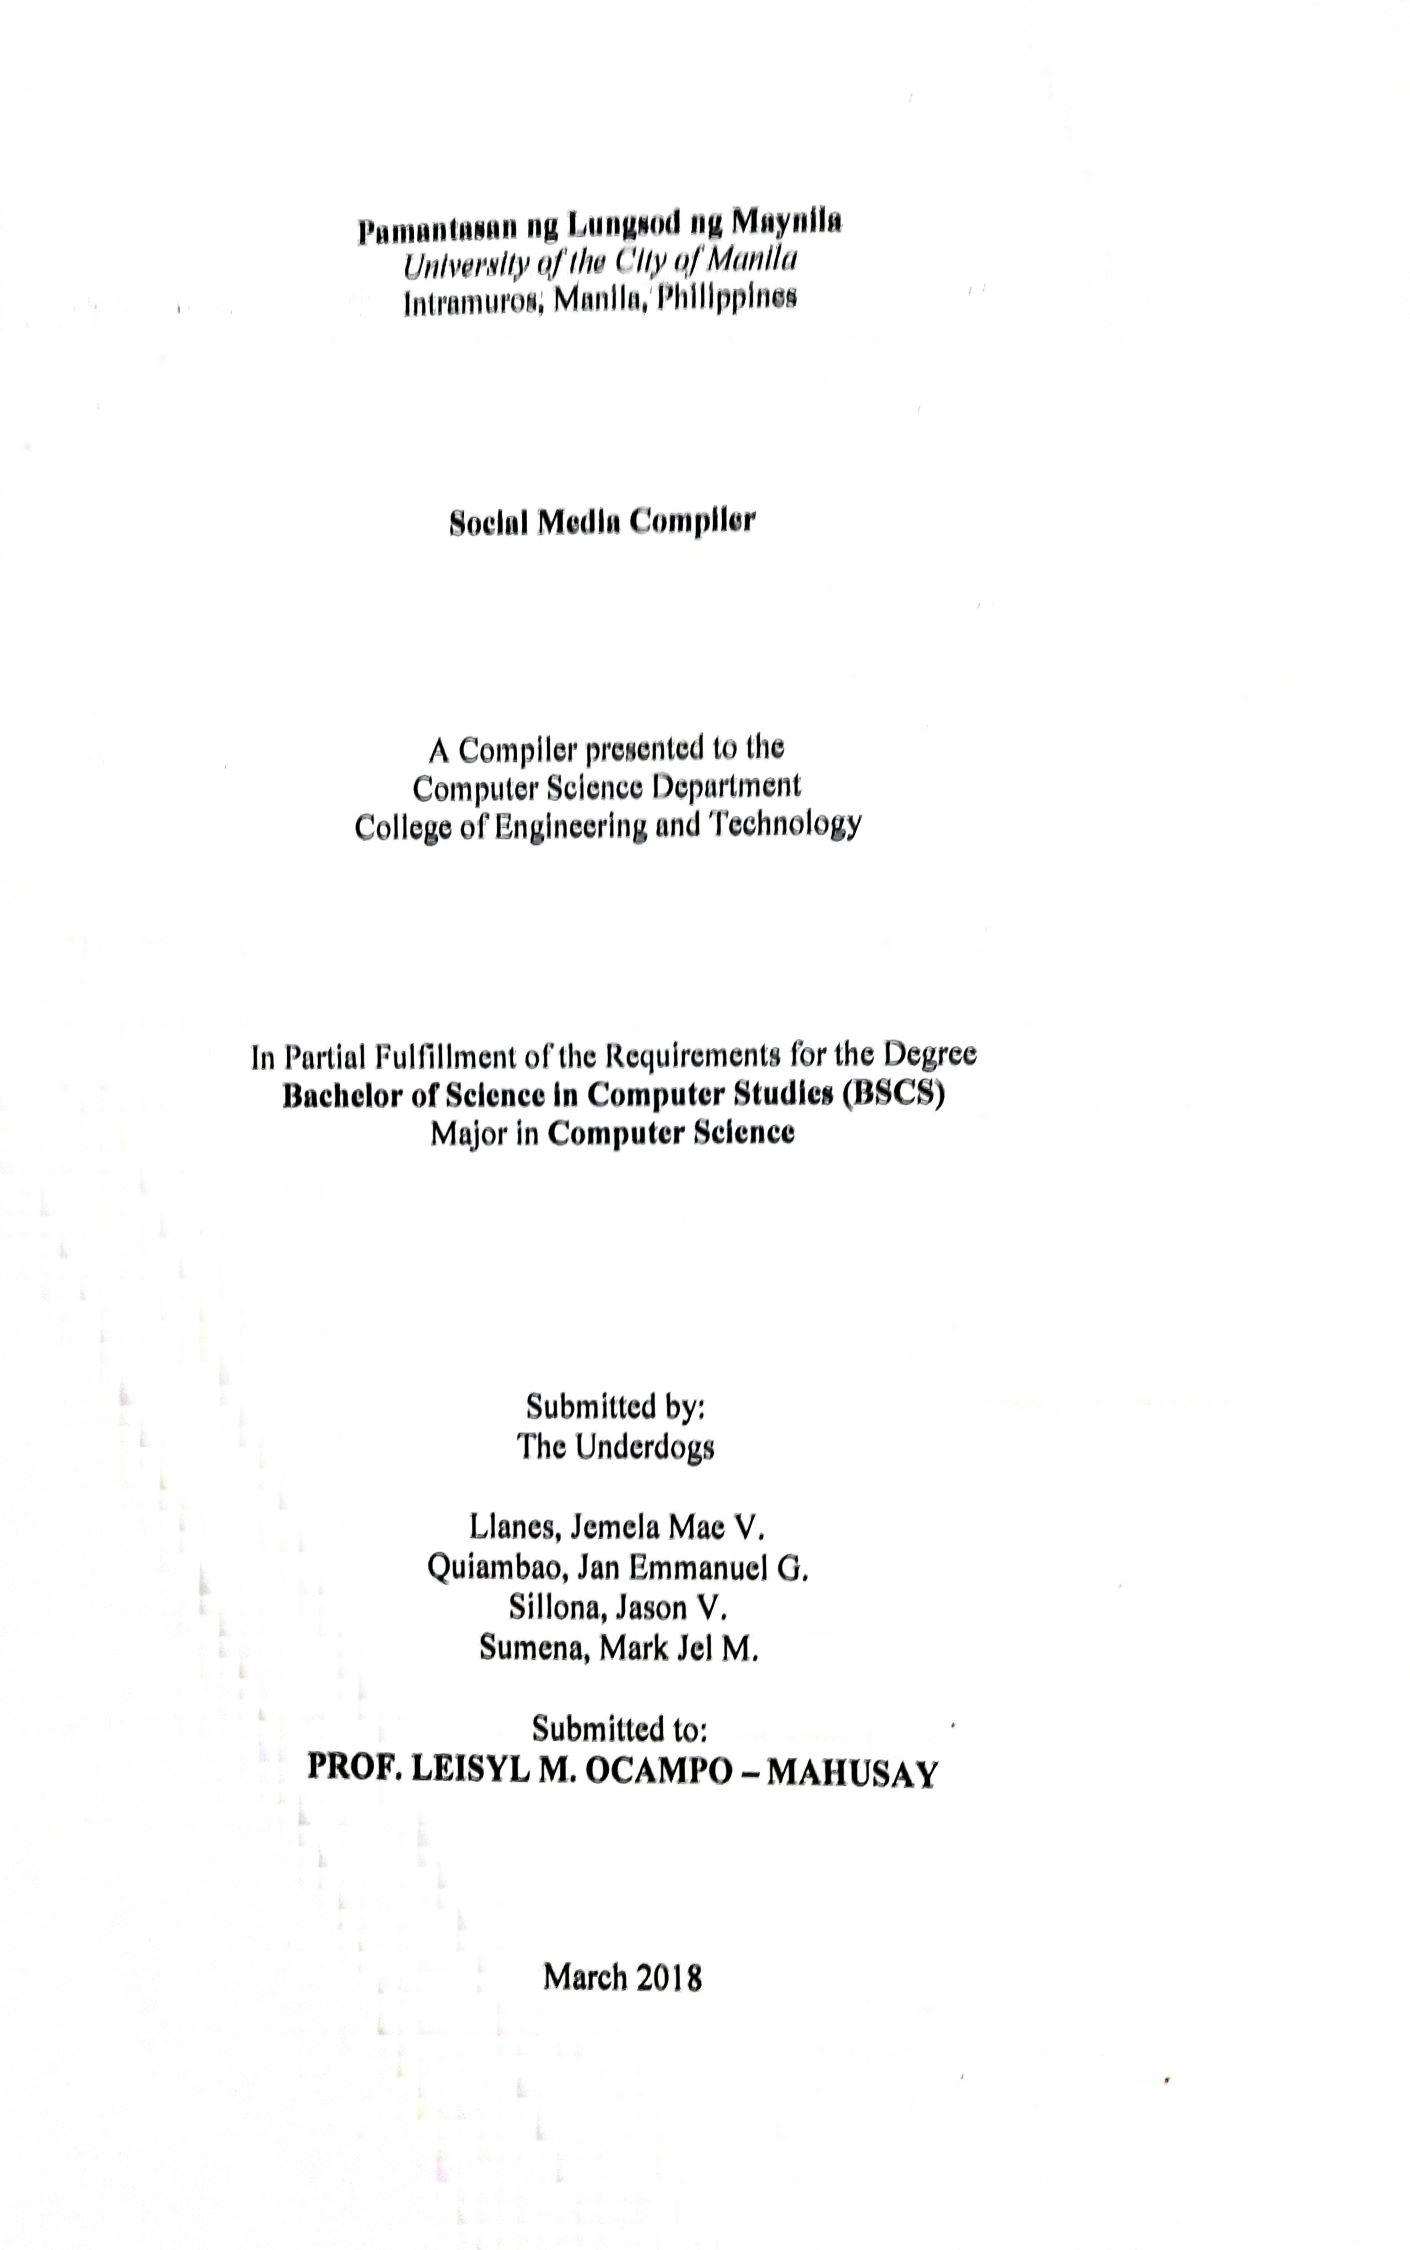 Pamantasan ng Lungsod ng Maynila
University of the City of Manila
Intramuros, Manila, Philippines
Social Media Compiler
A Compiler presented to the
Computer Science Department
College of Engineering and Technology
In Partial Fulfillment of the Requirements for the Degree
Bachelor of Science in Computer Studies (BSCS)
Major in Computer Science
Submitted by:
The Underdogs
Llanes, Jemela Mae V.
Quiambao, Jan Emmanuel G.
Sillona, Jason V.
Sumena, Mark Jel M.
Submitted to:
PROF. LEISYL M. OCAMPO – MAHUSAY
March 2018